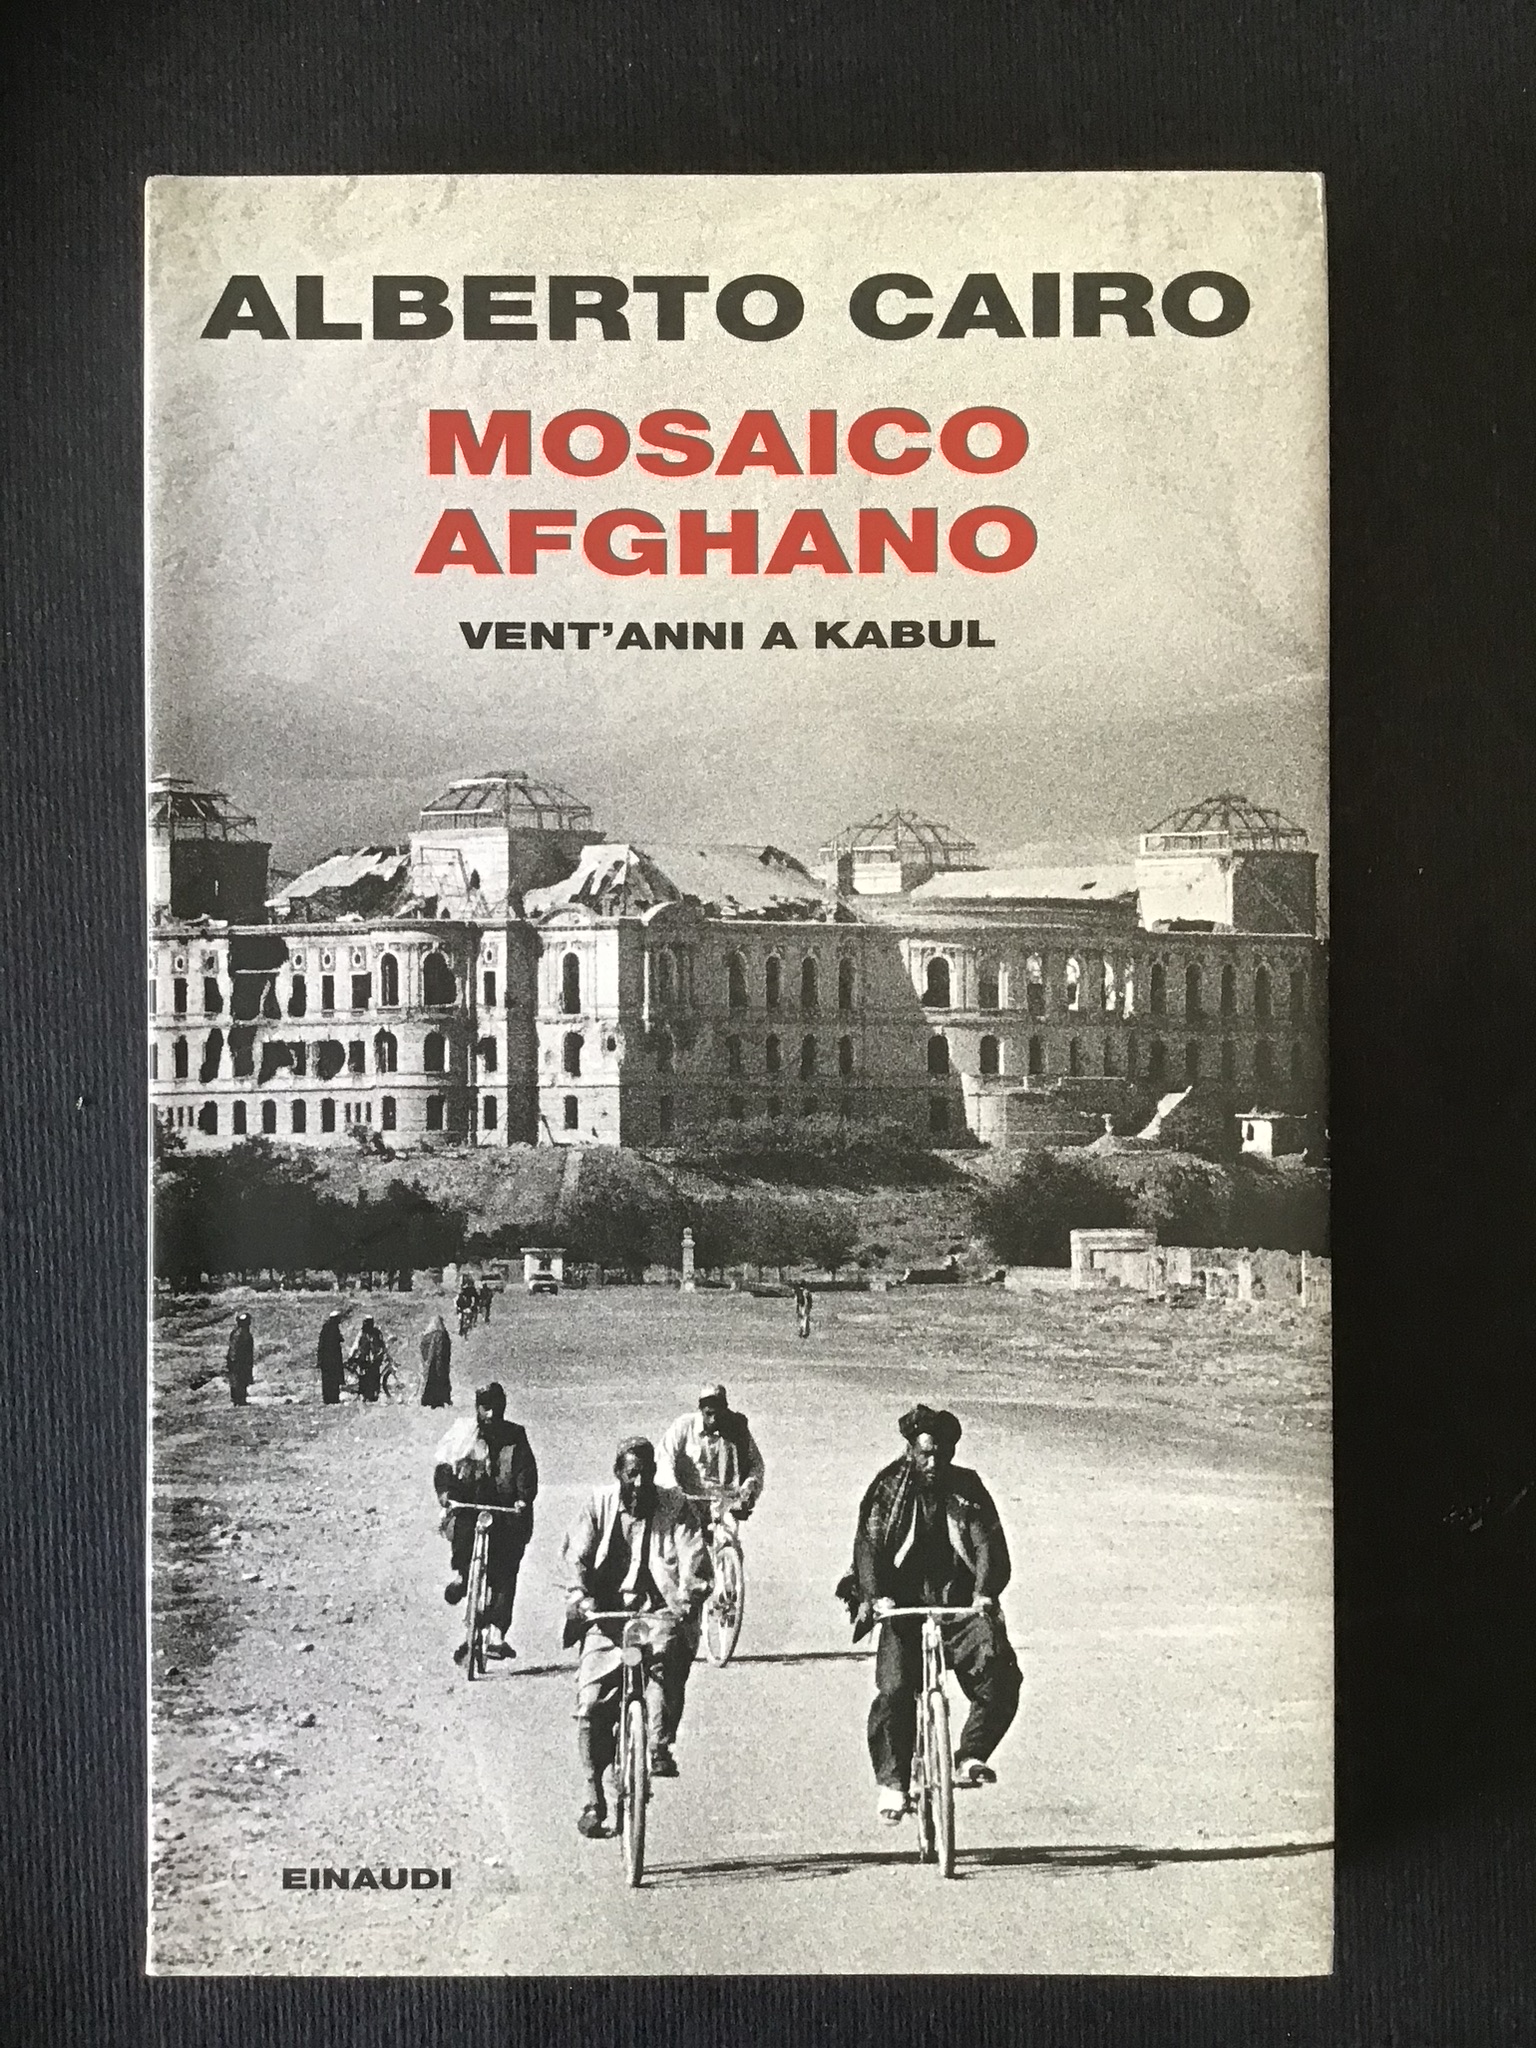 ALBERTO CAIRO
MOSAICO
AFGHANO
VENT'ANNI A KABUL
EINAUDI